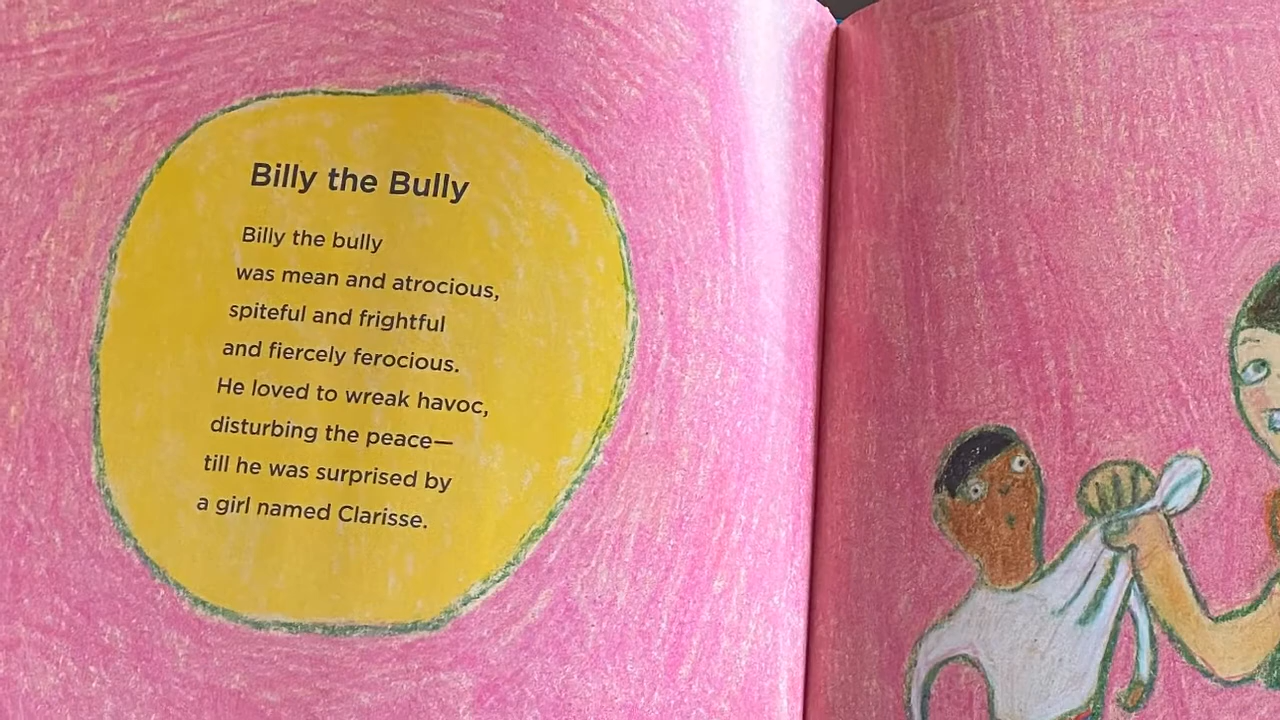 Billy the Bully
Billy the bully
was mean and atrocious,
spiteful and frightful
and fiercely ferocious.
He loved to wreak havoc,
disturbing the peace—
till he was surprised by
a girl named Clarisse.